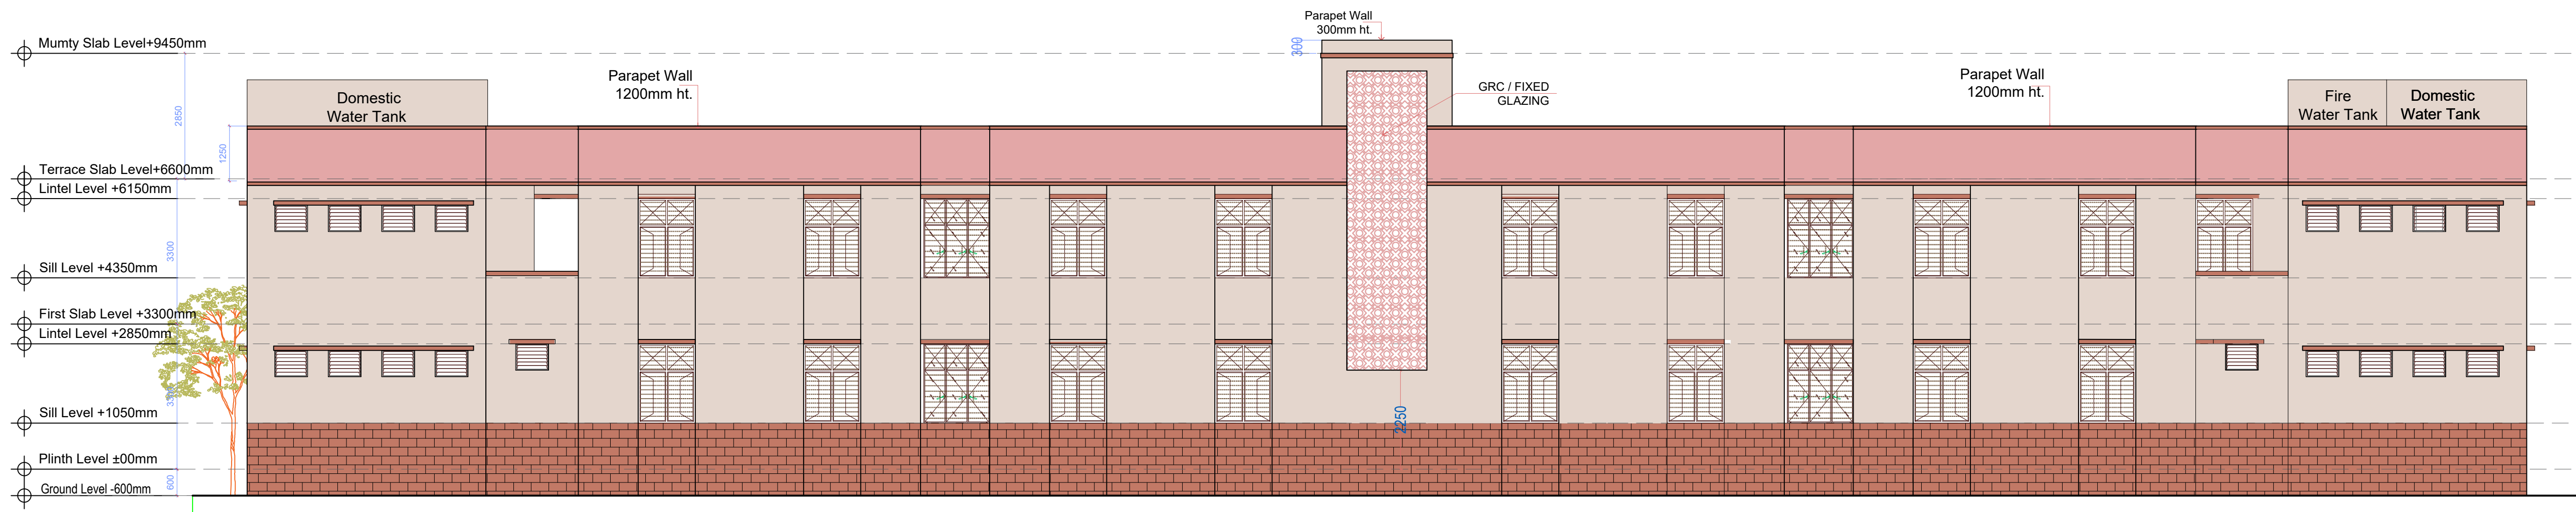 Parapet Wall
300mm ht.
300
Mumty Slab Level+9450mm
Parapet Wall
1200mm ht.
Parapet Wall
1200mm ht.
GRC / FIXED
GLAZING
Domestic
Water Tank
Fire
Water Tank
Domestic
Water Tank
2850
1250
Terrace Slab Level+6600mm
Lintel Level +6150mm
3300
Sill Level +4350mm
First Slab Level +3300mm
Lintel Level +2850mm
Sill Level +1050mm
2250
Plinth Level ±00mm
600
Ground Level -600mm